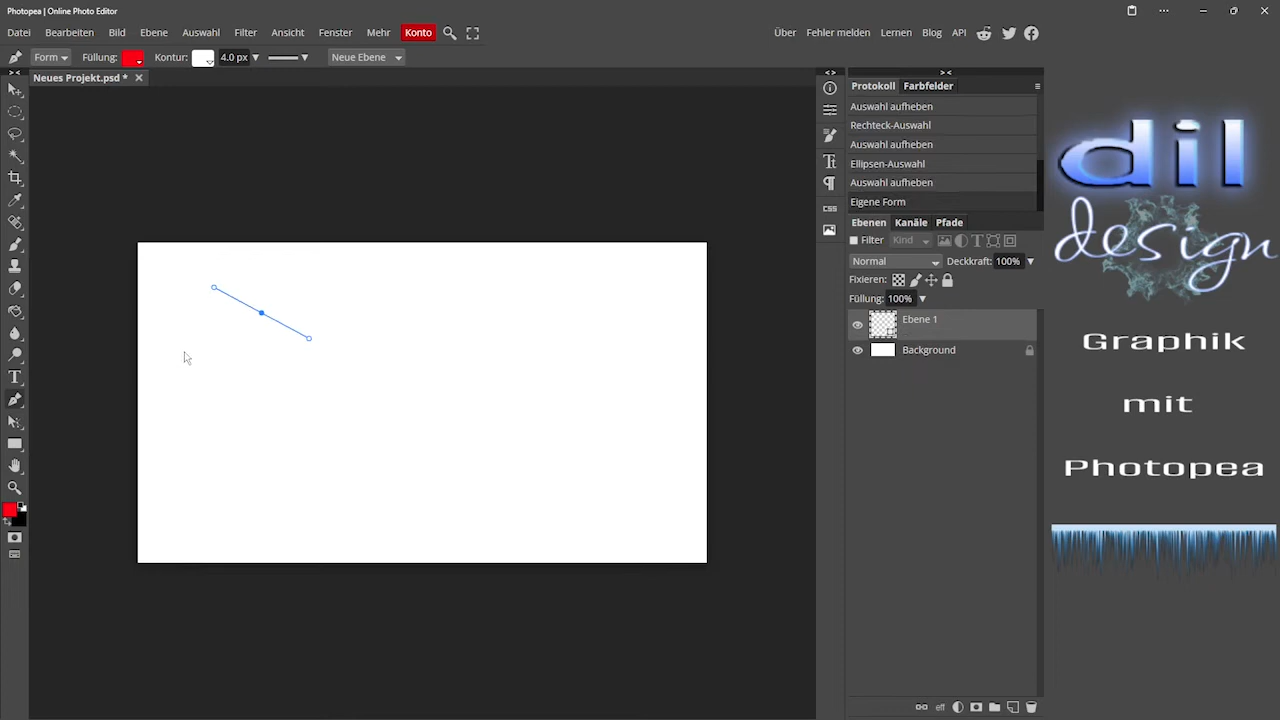 Photopea | Online Photo Editor
Datei Bearbeiten Bild Ebene Auswahl Filter Ansicht Fenster Mehr Konto Über Fehler melden Lernen Blog API
Form Füllung: Kontur: 4.0 px Neue Ebene
Neues Projekt.psd *
Protokoll Farbfelder
Auswahl aufheben
Rechteck-Auswahl
Auswahl aufheben
Ellipsen-Auswahl
Auswahl aufheben
Eigene Form
Ebenen Kanäle Pfade
Filter Kind
Normal Deckkraft: 100%
Fixieren:
Füllung: 100%
Ebene 1
Background
eff
CSS
dil
design
Graphik
mit
Photopea